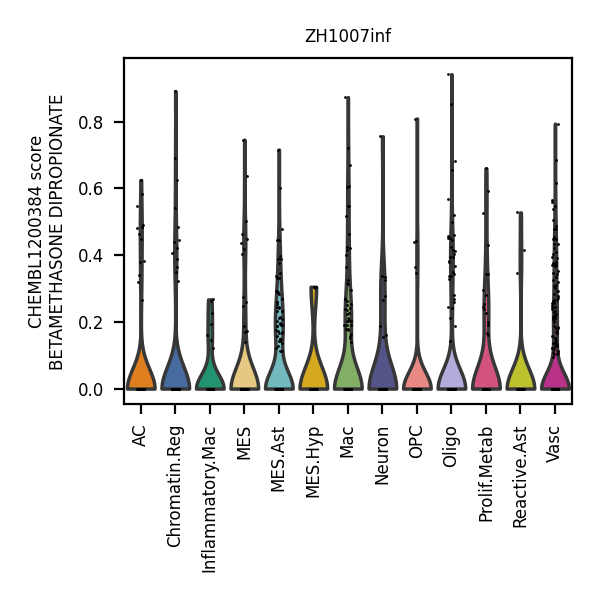 ZH1007inf
CHEMBL1200384 score
BETAMETHASONE DIPROPIONATE
0.8
0.6
0.4
0.2
0.0
AC
Chromatin.Reg
Inflammatory.Mac
MES
MES.Ast
MES.Hyp
Mac
Neuron
OPC
Oligo
Prolif.Metab
Reactive.Ast
Vasc